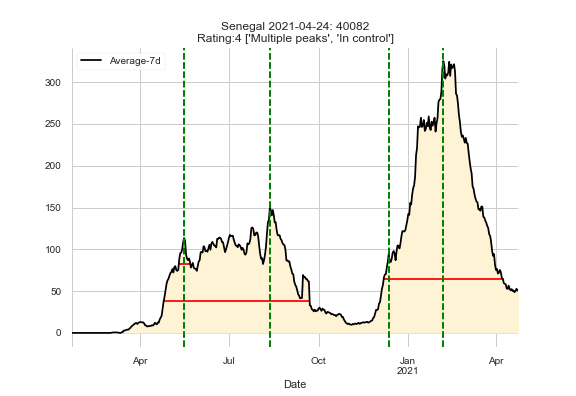 Senegal 2021-04-24: 40082
Rating:4 ['Multiple peaks', 'In control']
Average-7d
300
250
200
150
100
50
0
Apr
Jul
Oct
Jan
2021
Apr
Date